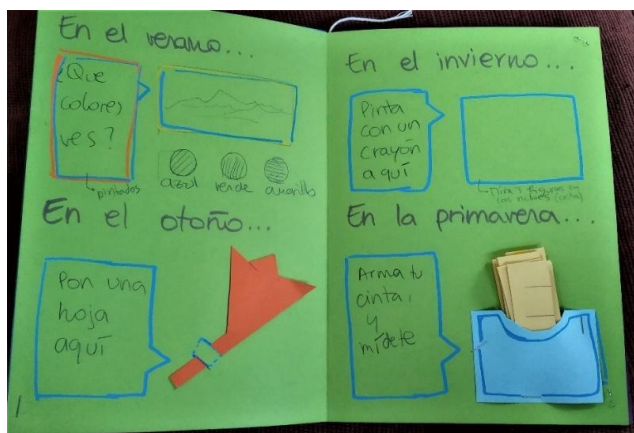 En el verano...
¿Que
colores
ves?
pintados
azul verde amarillo
En el otoño...
Pon una
hoja
aquí
1
En el invierno...
Pinta
con un
crayón
aquí
En la primavera...
Arma tu
cinta,
y
mídete